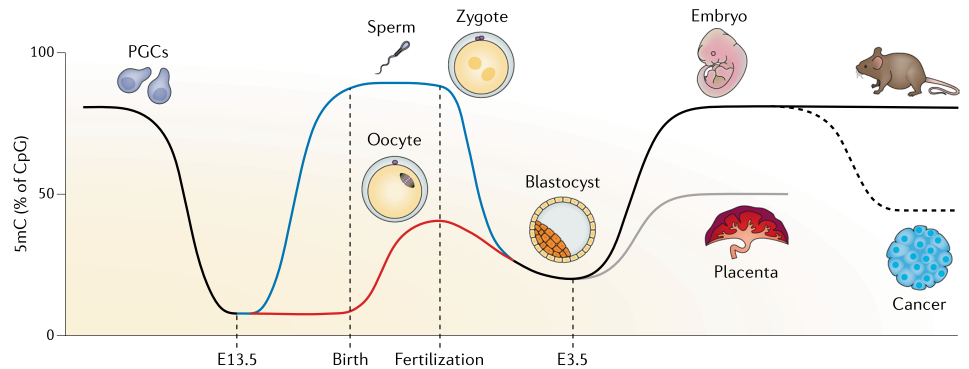 Zygote
Embryo
Sperm
PGCs
100
Oocyte
5mC (% of CpG)
50
Blastocyst
Placenta
Cancer
0
E13.5
Birth
Fertilization
E3.5